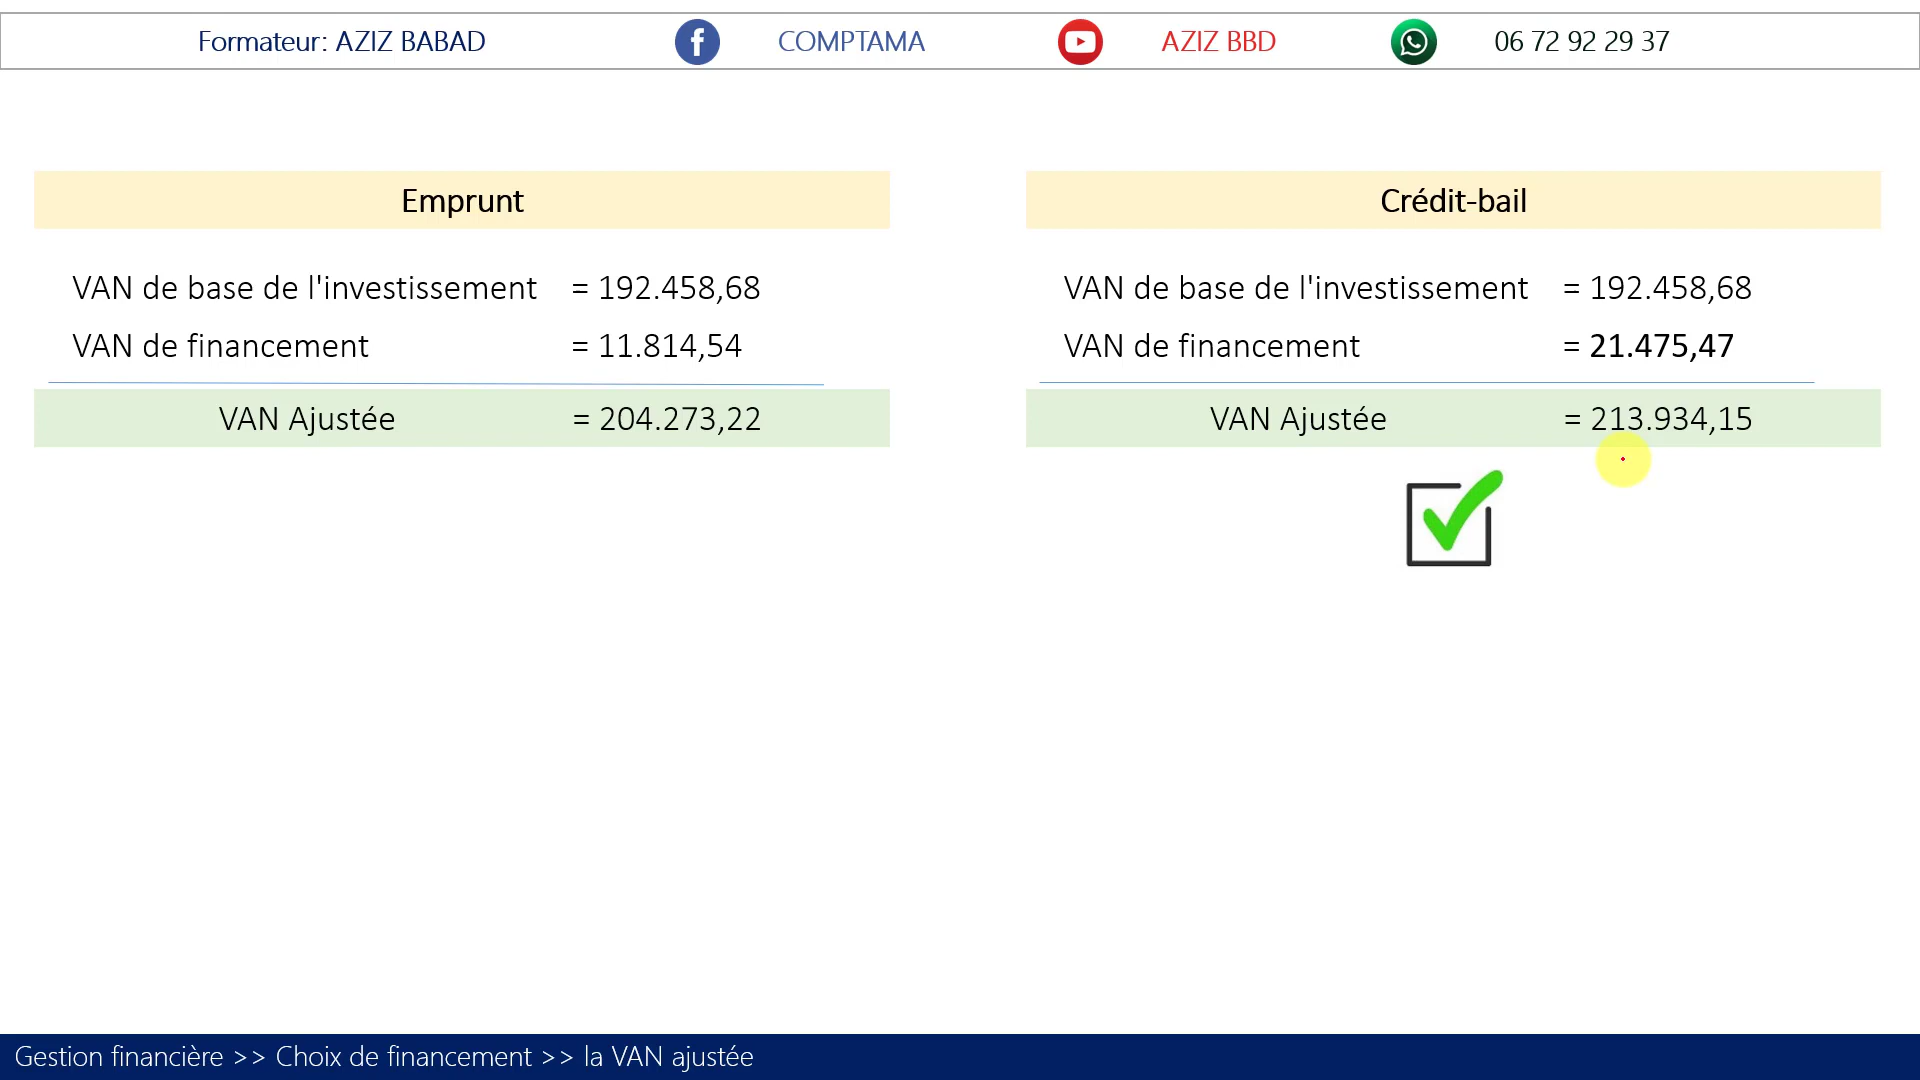 Formateur: AZIZ BABAD COMPTAMA AZIZ BBD 06 72 92 29 37
Emprunt
VAN de base de l'investissement = 192.458,68
VAN de financement = 11.814,54
VAN Ajustée = 204.273,22
Crédit-bail
VAN de base de l'investissement = 192.458,68
VAN de financement = 21.475,47
VAN Ajustée = 213.934,15
Gestion financière >> Choix de financement >> la VAN ajustée